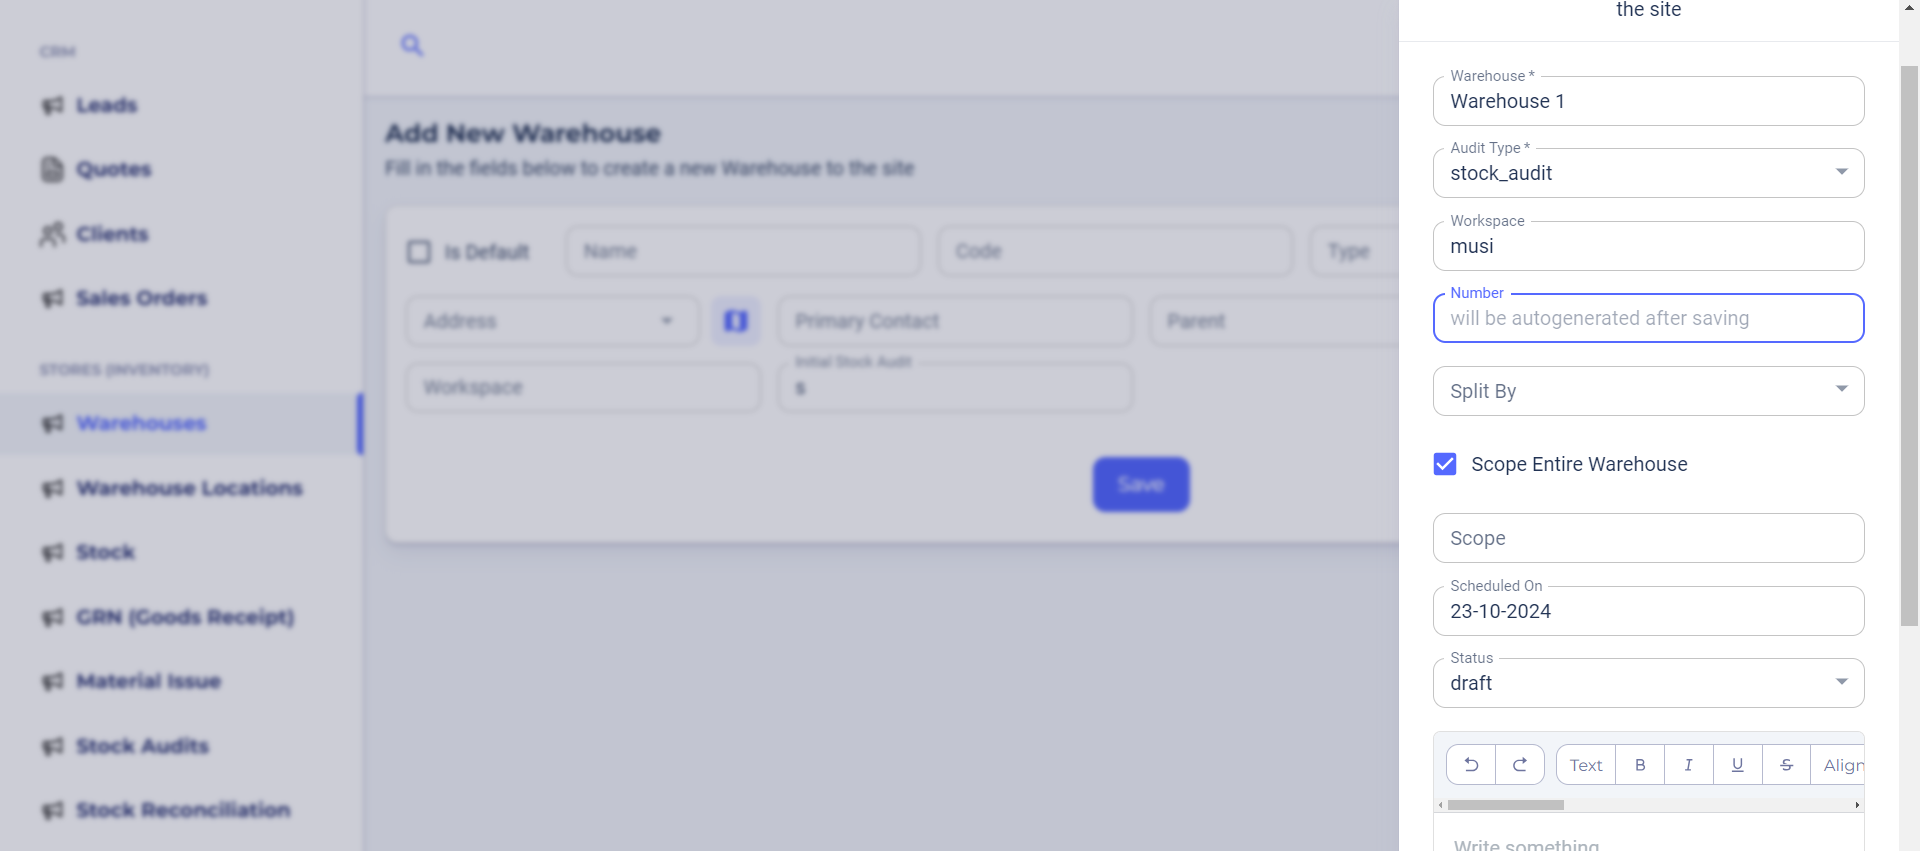 CRM
Leads
Quotes
Clients
Sales Orders
STORES (INVENTORY)
Warehouses
Warehouse Locations
Stock
GRN (Goods Receipt)
Material Issue
Stock Audits
Stock Reconciliation
Add New Warehouse
Fill in the fields below to create a new Warehouse to the site
Is Default
Name
Code
Type
Address
Primary Contact
Parent
Workspace
Initial Stock Audit
s
Save
the site
Warehouse *
Warehouse 1
Audit Type *
stock_audit
Workspace
musi
Number
will be autogenerated after saving
Split By
Scope Entire Warehouse
Scope
Scheduled On
23-10-2024
Status
draft
Text B I U S Align
Write something